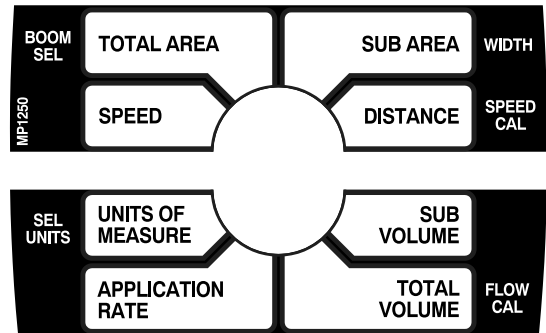 BOOM
SEL
TOTAL AREA
SUB AREA
WIDTH
MP1250
SPEED
DISTANCE
SPEED
CAL
SEL
UNITS
UNITS OF
MEASURE
SUB
VOLUME
APPLICATION
RATE
TOTAL
VOLUME
FLOW
CAL